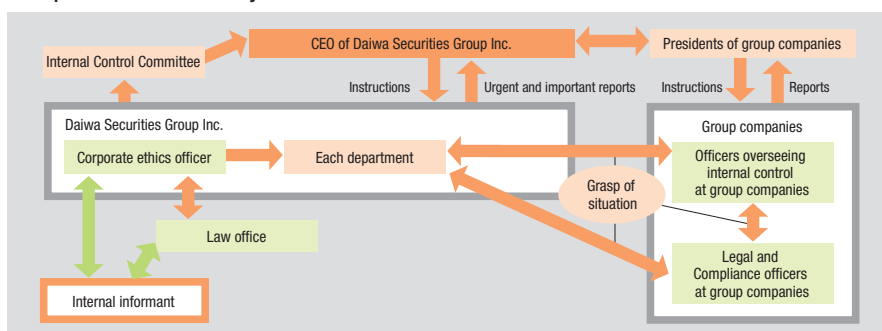 CEO of Daiwa Securities Group Inc.
Presidents of group companies
Internal Control Committee
Instructions
Urgent and important reports
Instructions
Reports
Daiwa Securities Group Inc.
Group companies
Corporate ethics officer
Each department
Officers overseeing
internal control
at group companies
Grasp of
situation
Law office
Legal and
Compliance officers
at group companies
Internal informant